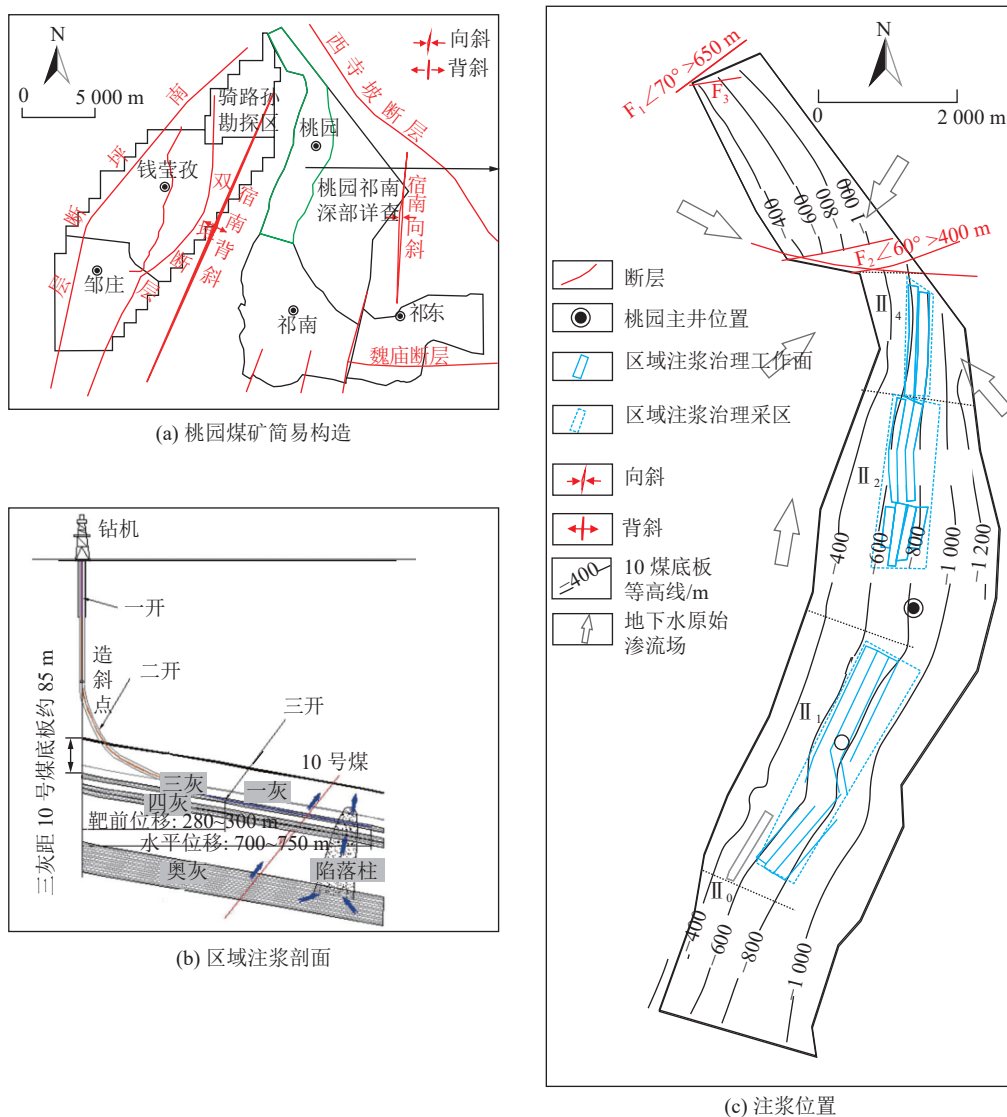 N
0
5 000 m
向斜
背斜
西寺坡断层
南坪断层
骑路孙
勘探区
桃园
钱莹孜
双堆断层
宿南背斜
桃园祁南
深部详查
宿南向斜
邹庄
祁南
祁东
魏庙断层
(a) 桃园煤矿简易构造
钻机
一开
造斜点
二开
三开
三灰距 10 号煤底板约 85 m
10 号煤
三灰
一灰
四灰
靶前位移: 280~300 m
水平位移: 700~750 m
奥灰
陷落柱
(b) 区域注浆剖面
断层
桃园主井位置
区域注浆治理工作面
区域注浆治理采区
向斜
背斜
−400
10 煤底板
等高线/m
地下水原始
渗流场
N
0
2 000 m
F₁∠70° >650 m
F₃
−400
−600
−800
−1 000
F₂∠60° >400 m
Ⅱ₄
Ⅱ₂
−400
−600
−800
−1 000
−1 200
Ⅱ₁
Ⅱ₀
−400
−600
−800
−1 000
(c) 注浆位置